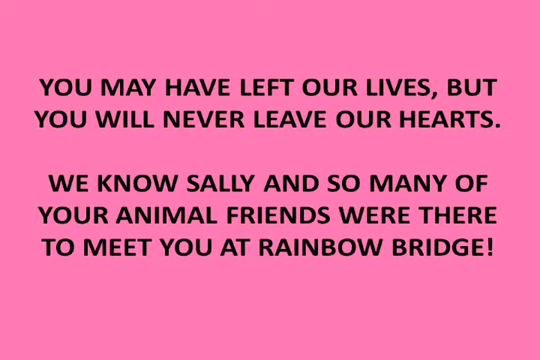 YOU MAY HAVE LEFT OUR LIVES, BUT
YOU WILL NEVER LEAVE OUR HEARTS.
WE KNOW SALLY AND SO MANY OF
YOUR ANIMAL FRIENDS WERE THERE
TO MEET YOU AT RAINBOW BRIDGE!